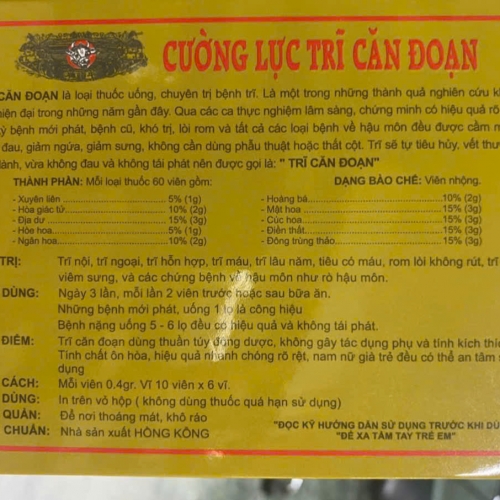 CƯỜNG LỰC TRĨ CĂN ĐOẠN
CĂN ĐOẠN là loại thuốc uống, chuyên trị bệnh trĩ. Là một trong những thành quả nghiên cứu k
iện đại trong những năm gần đây. Qua các ca thực nghiệm lâm sàng, chứng minh có hiệu quả rõ
ỳ bệnh mới phát, bệnh cũ, khó trị, lòi rom và tất cả các loại bệnh về hậu môn đều được cầm
đau, giảm ngứa, giảm sưng, không cần dùng phẫu thuật hoặc thắt cột. Trĩ sẽ tự tiêu hủy, vết thư
lành, vừa không đau và không tái phát nên được gọi là: " TRĨ CĂN ĐOẠN"
THÀNH PHẦN: Mỗi loại thuốc 60 viên gồm:
- Xuyên liên 5% (1g)
- Hòa giác tử 10% (2g)
- Địa dư 15% (3g)
- Hòe hoa 5% (1g)
- Ngân hoa 10% (2g)
DẠNG BÀO CHẾ: Viên nhộng.
- Hoàng bá 10% (2g)
- Mật hoa 15% (3g)
- Cúc hoa 15% (3g)
- Điền thất 15% (3g)
- Đông trùng thảo 15% (3g)
TRỊ: Trĩ nội, trĩ ngoại, trĩ hỗn hợp, trĩ máu, trĩ lâu năm, tiêu có máu, rom lòi không rút, trĩ
viêm sưng, và các chứng bệnh về hậu môn như rò hậu môn.
DÙNG: Ngày 3 lần, mỗi lần 2 viên trước hoặc sau bữa ăn.
Những bệnh mới phát, uống 1 lọ là công hiệu
Bệnh nặng uống 5 - 6 lọ đều có hiệu quả và không tái phát.
ĐIỂM: Trĩ căn đoạn dùng thuần túy đông dược, không gây tác dụng phụ và tính kích thíc
Tính chất ôn hòa, hiệu quả nhanh chóng rõ rệt, nam nữ già trẻ đều có thể an tâm s
dụng
CÁCH: Mỗi viên 0.4gr. Vĩ 10 viên x 6 vĩ.
DÙNG: In trên vỏ hộp ( không dùng thuốc quá hạn sử dụng)
QUẢN: Để nơi thoáng mát, khô ráo
CHUẨN: Nhà sản xuất HỒNG KÔNG
"ĐỌC KỸ HƯỚNG DẪN SỬ DỤNG TRƯỚC KHI DÙ
"ĐỂ XA TẦM TAY TRẺ EM"